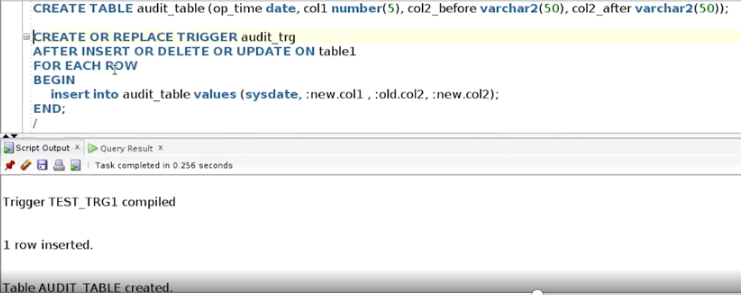 CREATE TABLE audit_table (op_time date, col1 number(5), col2_before varchar2(50), col2_after varchar2(50));
CREATE OR REPLACE TRIGGER audit_trg
AFTER INSERT OR DELETE OR UPDATE ON table1
FOR EACH ROW
BEGIN
insert into audit_table values (sysdate, :new.col1 , :old.col2, :new.col2);
END;
/
Script Output x Query Result x
Task completed in 0.256 seconds
Trigger TEST_TRG1 compiled
1 row inserted.
Table AUDIT_TABLE created.